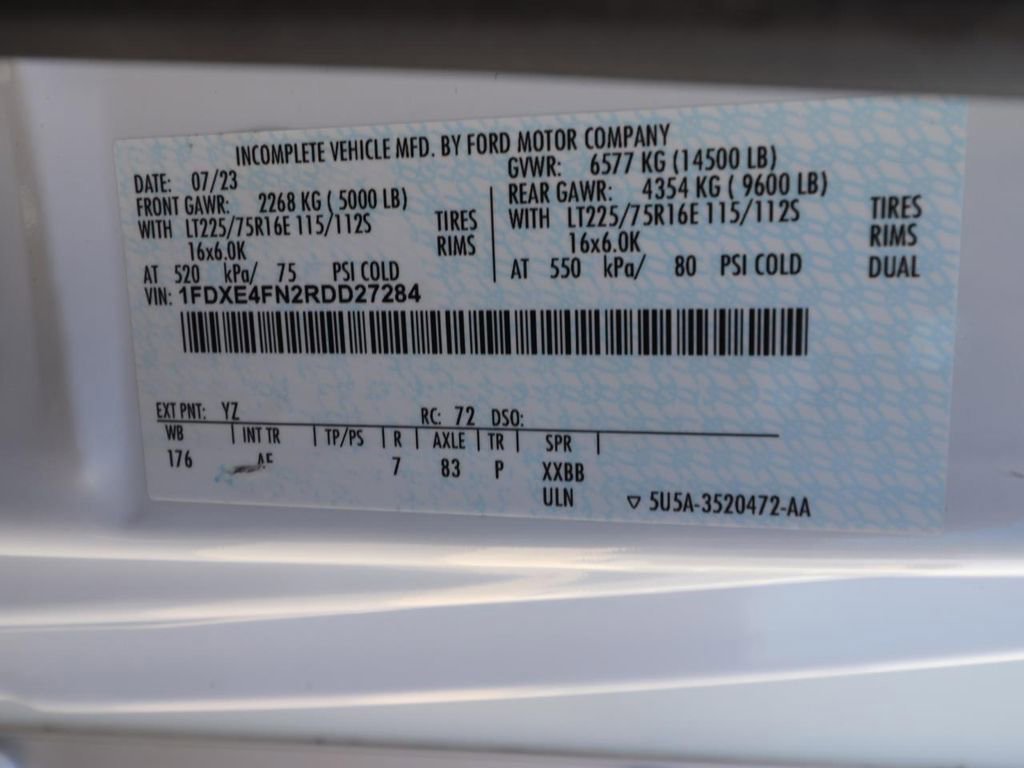 INCOMPLETE VEHICLE MFD. BY FORD MOTOR COMPANY
DATE: 07/23 GVWR: 6577 KG (14500 LB)
FRONT GAWR: 2268 KG ( 5000 LB) REAR GAWR: 4354 KG ( 9600 LB)
WITH LT225/75R16E 115/112S TIRES WITH LT225/75R16E 115/112S TIRES
16x6.0K RIMS 16x6.0K RIMS
AT 520 kPa/ 75 PSI COLD AT 550 kPa/ 80 PSI COLD DUAL
VIN: 1FDXE4FN2RDD27284
EXT PNT: YZ RC: 72 DSO:
WB | INT TR | TP/PS | R | AXLE | TR | SPR |
176 7 83 P XXBB
ULN ▽ 5U5A-3520472-AA